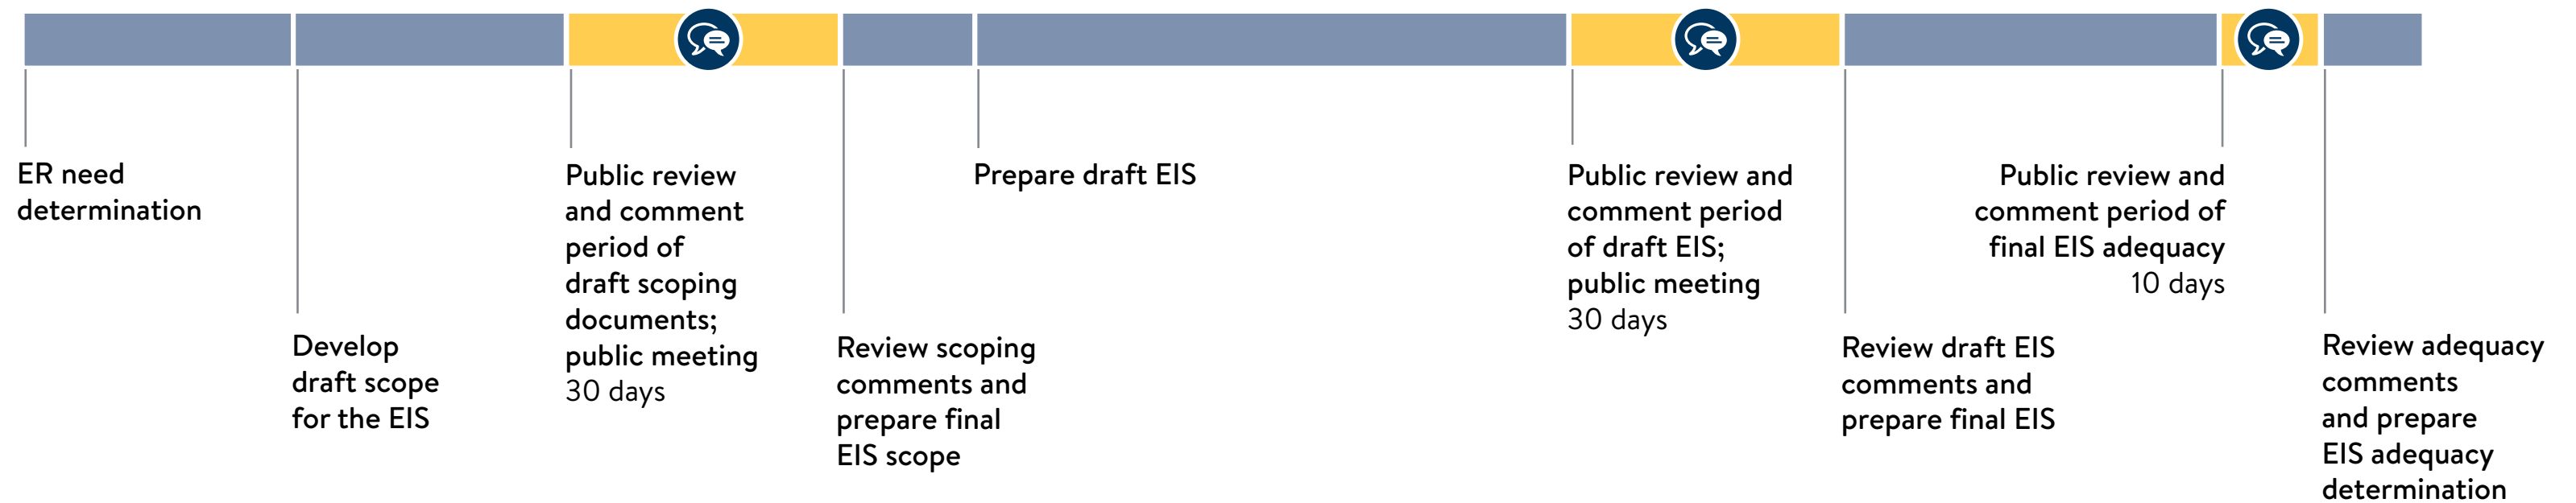 ER need
determination
Develop
draft scope
for the EIS
Public review
and comment
period of
draft scoping
documents;
public meeting
30 days
Review scoping
comments and
prepare final
EIS scope
Prepare draft EIS
Public review and
comment period
of draft EIS;
public meeting
30 days
Review draft EIS
comments and
prepare final EIS
Public review and
comment period of
final EIS adequacy
10 days
Review adequacy
comments
and prepare
EIS adequacy
determination